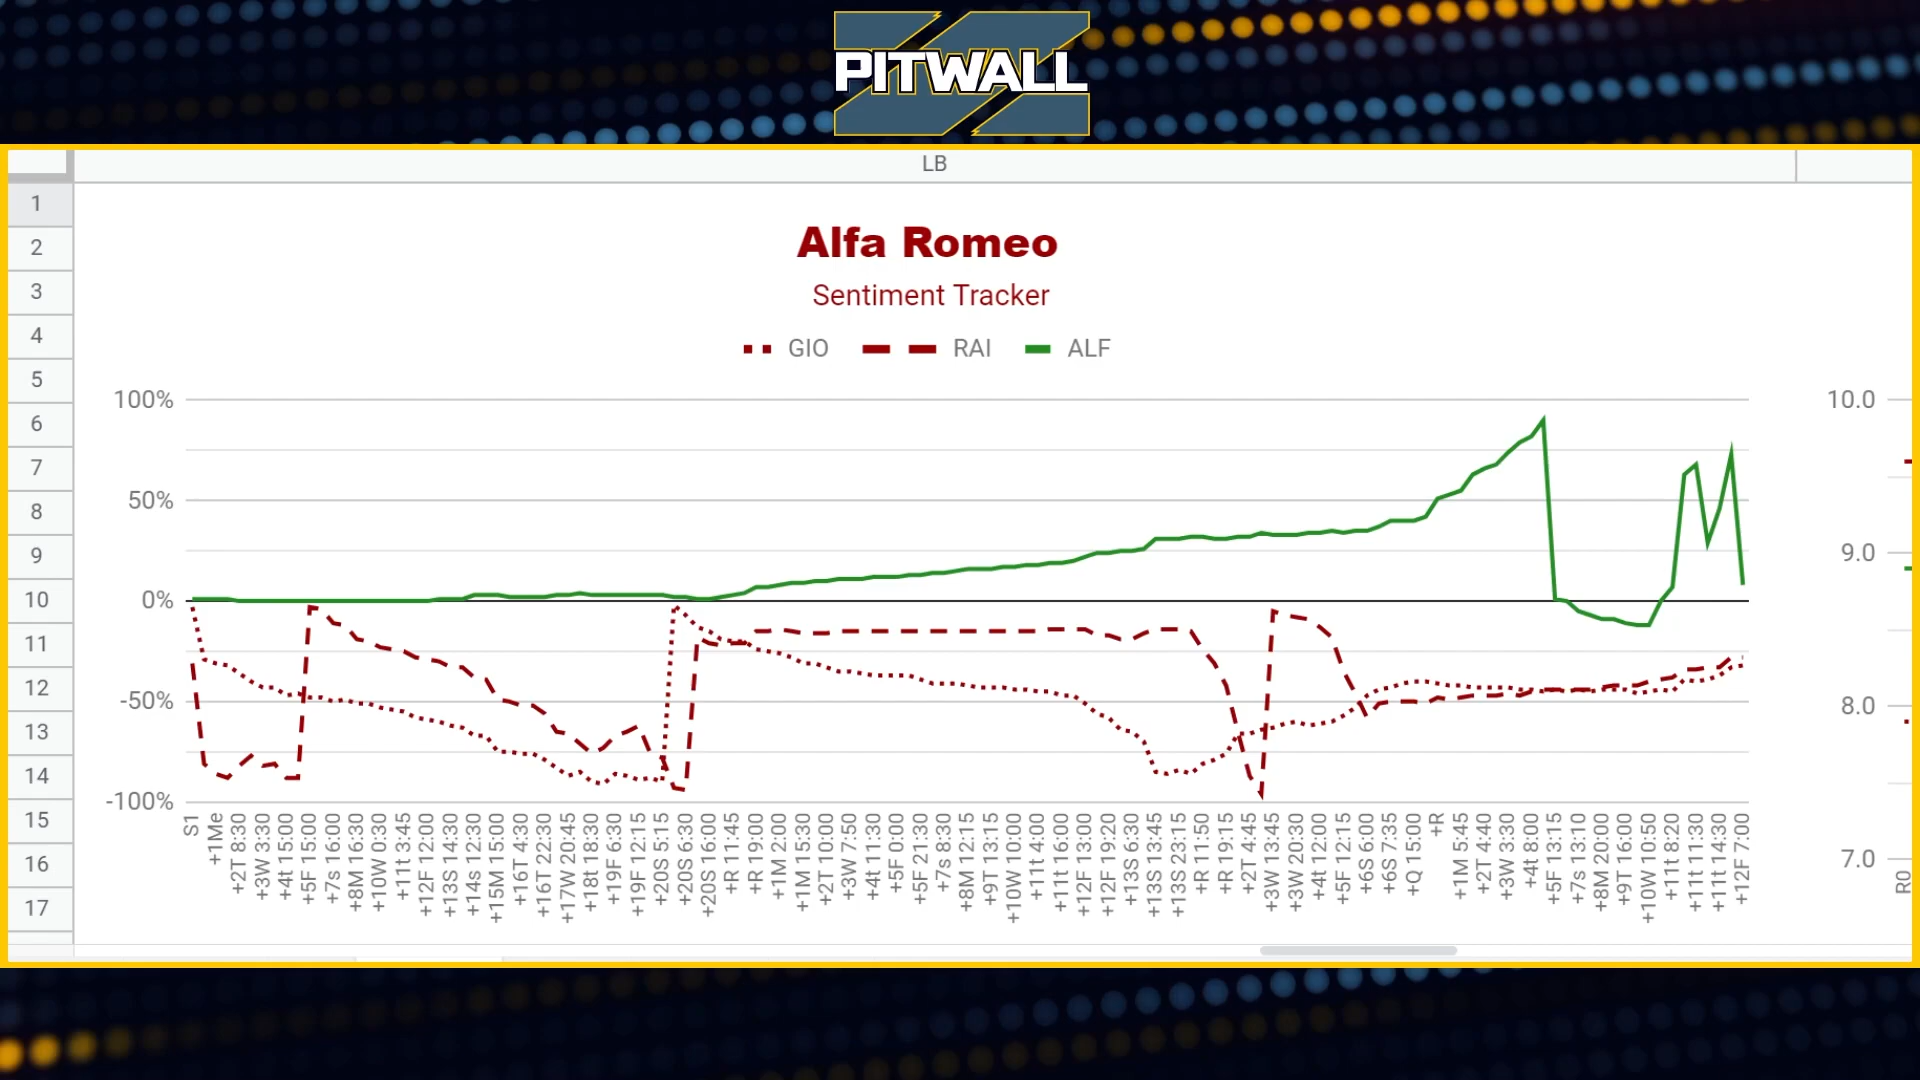 PITWALL
LB
1
2
3
4
5
6
7
8
9
10
11
12
13
14
15
16
17
Alfa Romeo
Sentiment Tracker
GIO RAI ALF
100%
50%
0%
-50%
-100%
10.0
9.0
8.0
7.0
S1
+1Me
+2T 8:30
+3W 3:30
+4t 15:00
+5F 15:00
+7s 16:00
+8M 16:30
+10W 0:30
+11t 3:45
+12F 12:00
+13S 14:30
+14s 12:30
+15M 15:00
+16T 4:30
+16T 22:30
+17W 20:45
+18t 18:30
+19F 6:30
+19F 12:15
+20S 5:15
+20S 6:30
+20S 16:00
+R 11:45
+R 19:00
+1M 2:00
+1M 15:30
+2T 10:00
+3W 7:50
+4t 11:30
+5F 0:00
+5F 21:30
+7s 8:30
+8M 12:15
+9T 13:15
+10W 10:00
+11t 4:00
+11t 16:00
+12F 13:00
+12F 19:20
+13S 6:30
+13S 13:45
+13S 23:15
+R 11:50
+R 19:15
+2T 4:45
+3W 13:45
+3W 20:30
+4t 12:00
+5F 12:15
+6S 6:00
+6S 7:35
+Q 15:00
+R
+1M 5:45
+2T 4:40
+3W 3:30
+4t 8:00
+5F 13:15
+7s 13:10
+8M 20:00
+9T 16:00
+10W 10:50
+11t 8:20
+11t 11:30
+11t 14:30
+12F 7:00
R0